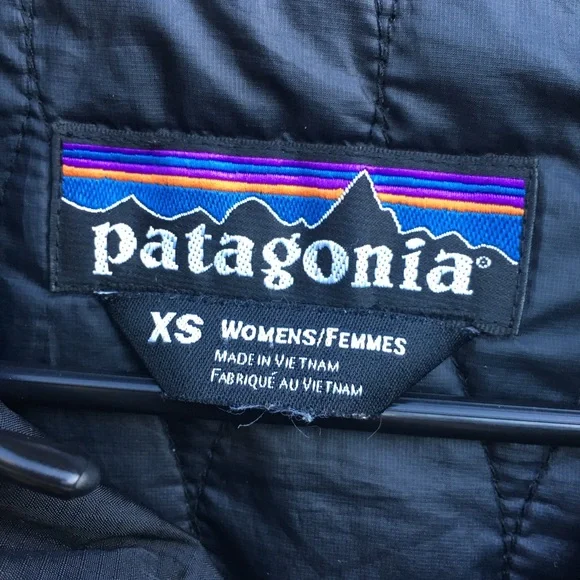 patagonia®
XS WOMENS/FEMMES
MADE IN VIETNAM
FABRIQUÉ AU VIETNAM